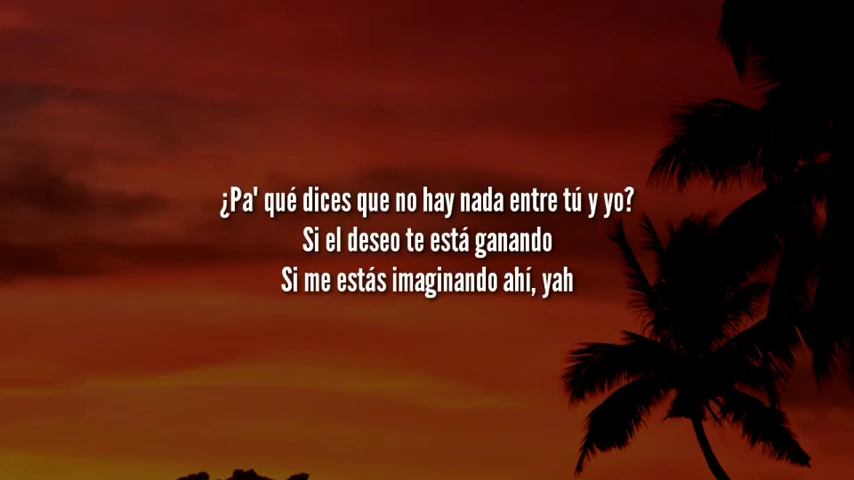 ¿Pa' qué dices que no hay nada entre tú y yo?
Si el deseo te está ganando
Si me estás imaginando ahí, yah